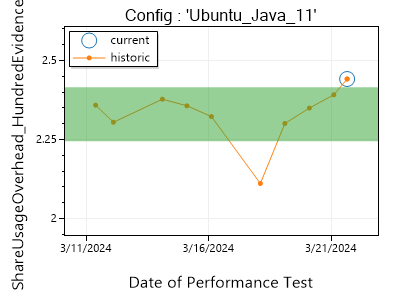 Config : 'Ubuntu_Java_11'
current
historic
ShareUsageOverhead_HundredEvidence
2.5
2.25
2
3/11/2024
3/16/2024
3/21/2024
Date of Performance Test